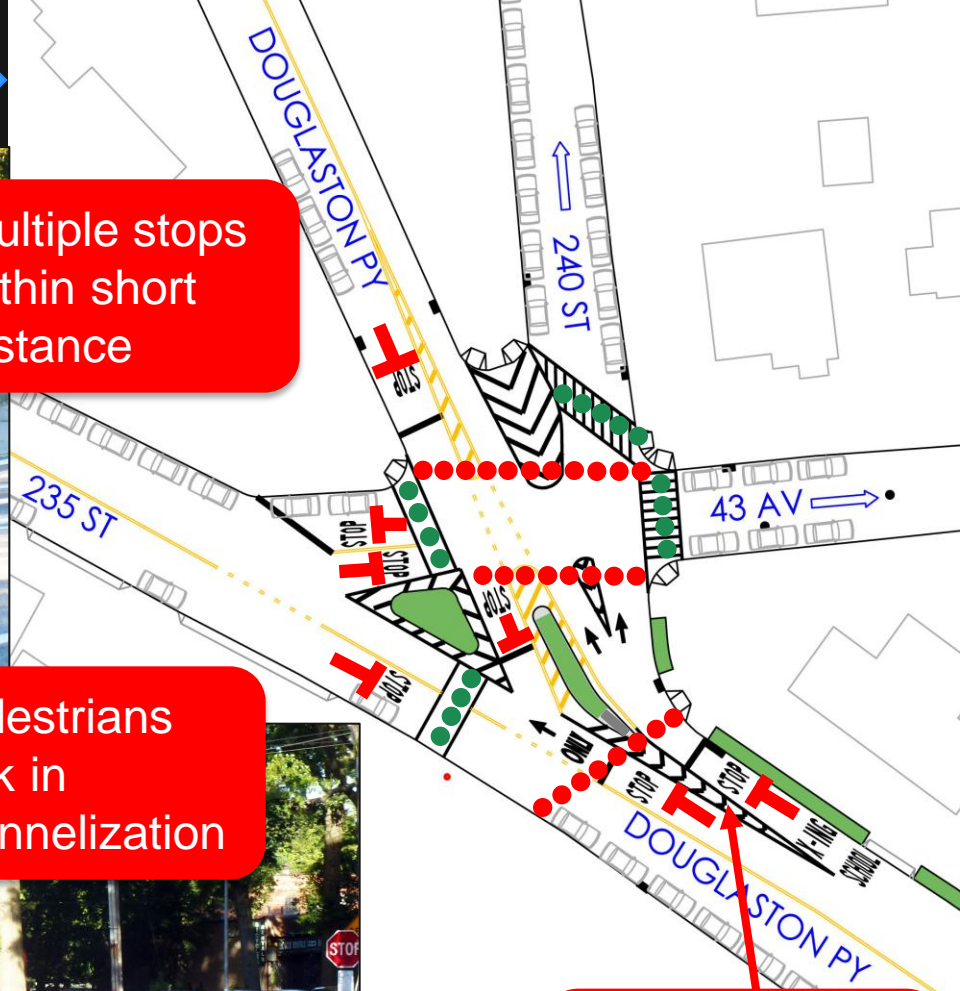 DOUGLASTON PY
240 ST
ultiple stops
thin short
stance
STOP
43 AV
235 ST
STOP
STOP
STOP
STOP
destrians
k in
nnelization
ONLY
STOP
STOP
X-ING
SCHOOL
DOUGLASTON PY
STOP